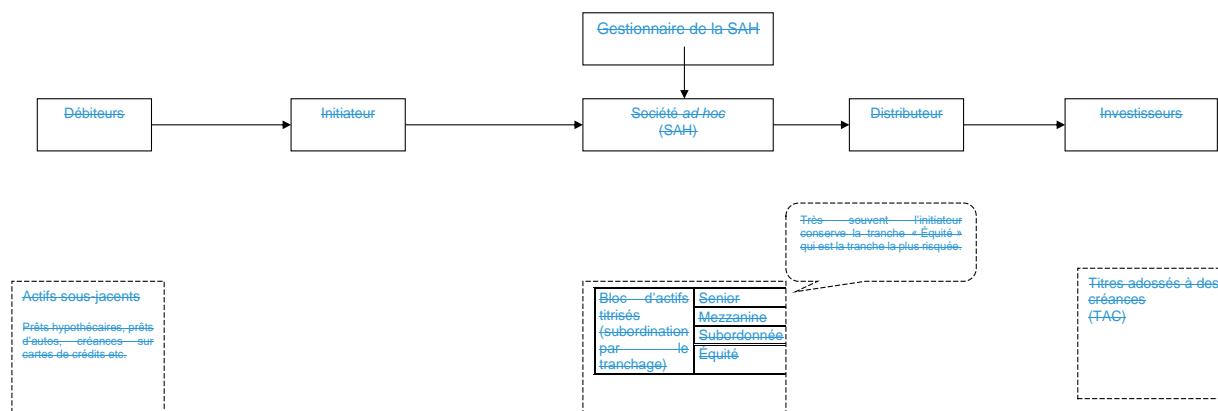 Gestionnaire de la SAH
Débiteurs
Initiateur
Société ad hoc
(SAH)
Distributeur
Investisseurs
Très souvent l'initiateur
conserve la tranche « Équité »
qui est la tranche la plus risquée.
Actifs sous-jacents
Prêts hypothécaires, prêts
d'autos, créances sur
cartes de crédits etc.
Bloc d'actifs
titrisés
(subordination
par le
tranchage)
Senior
Mezzanine
Subordonnée
Équité
Titres adossés à des
créances
(TAC)